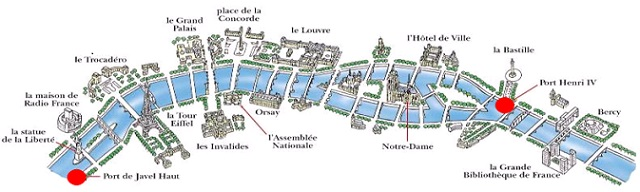 le Trocadéro
le Grand
Palais
place de la
Concorde
le Louvre
l'Hôtel de Ville
la Bastille
Port Henri IV
la maison de
Radio France
la statue
de la Liberté
Port de Javel Haut
la Tour
Eiffel
les Invalides
Orsay
l'Assemblée
Nationale
Notre-Dame
Bercy
la Grande
Bibliothèque de France